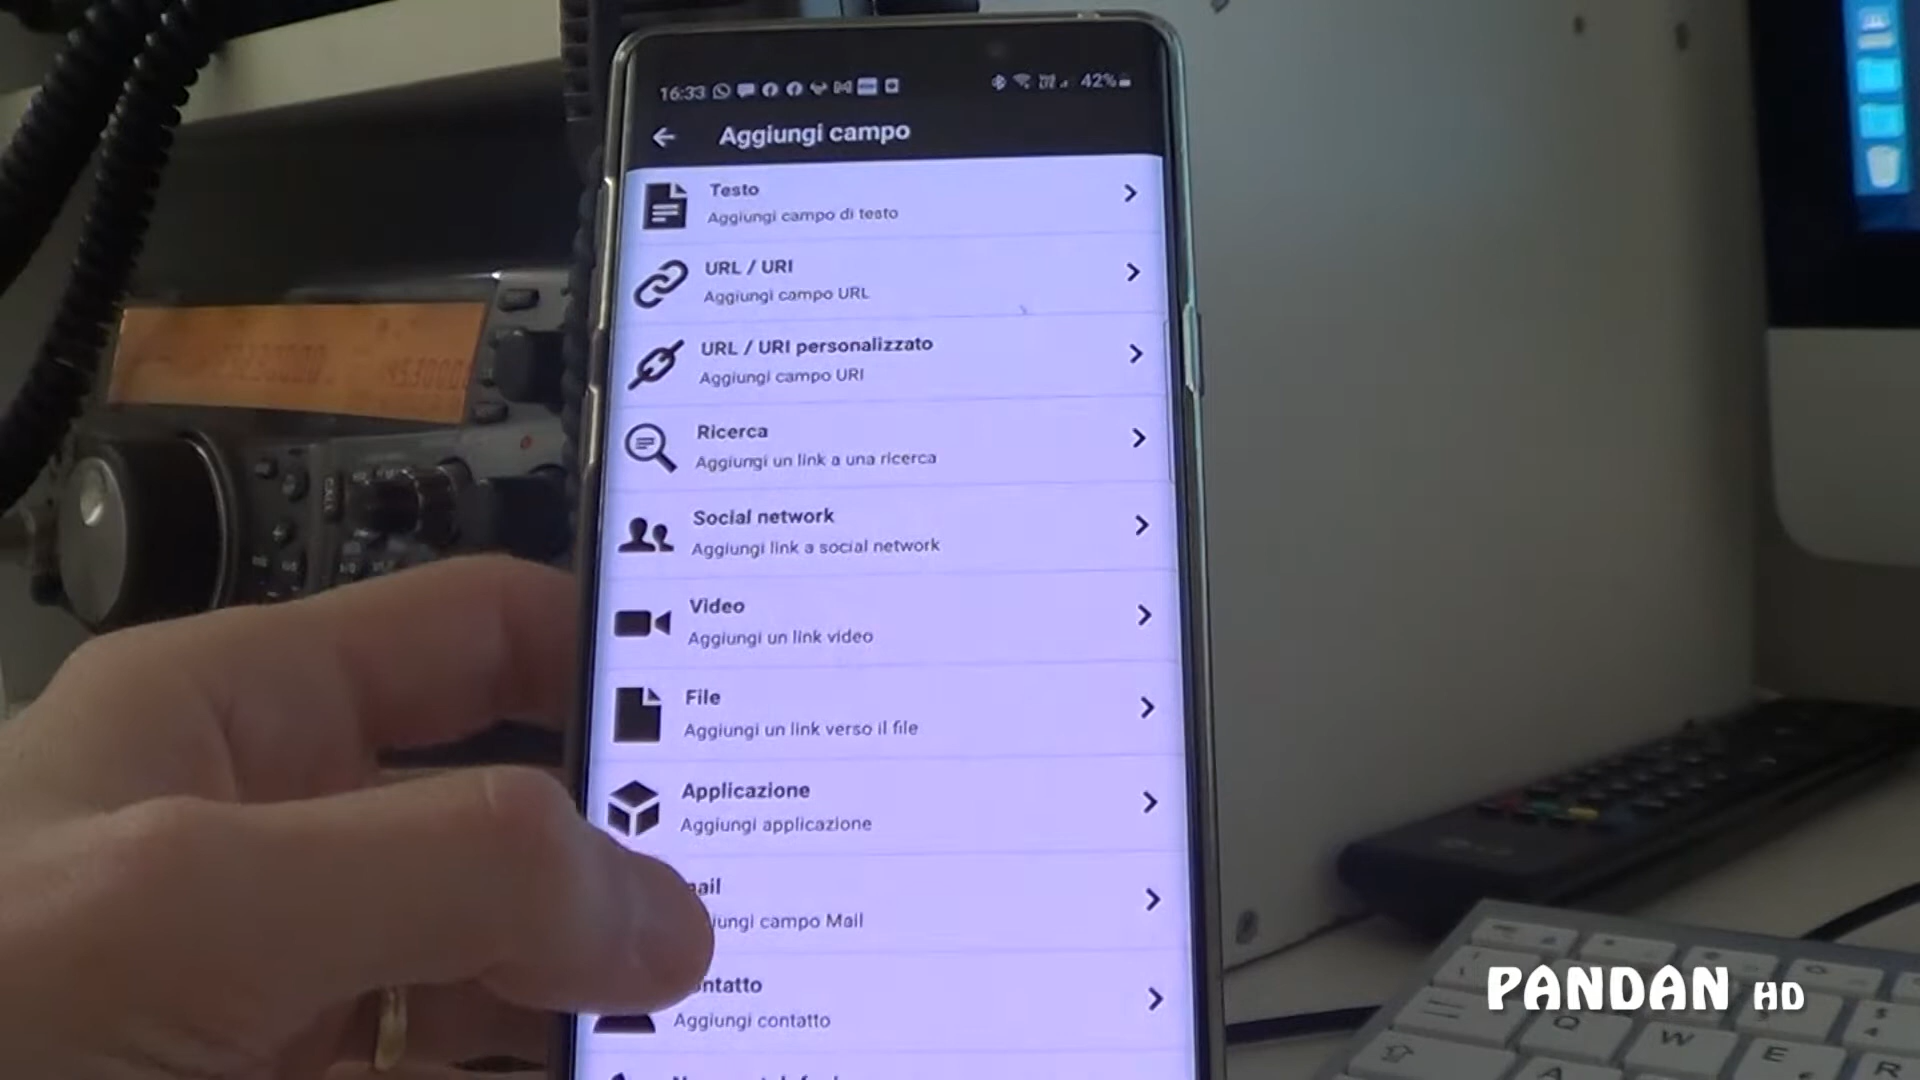 16:33 42%
Aggiungi campo
Testo
Aggiungi campo di testo
URL / URI
Aggiungi campo URL
URL / URI personalizzato
Aggiungi campo URI
Ricerca
Aggiungi un link a una ricerca
Social network
Aggiungi link a social network
Video
Aggiungi un link video
File
Aggiungi un link verso il file
Applicazione
Aggiungi applicazione
ail
iungi campo Mail
ntatto
Aggiungi contatto
PANDAN HD
Q W E R
A